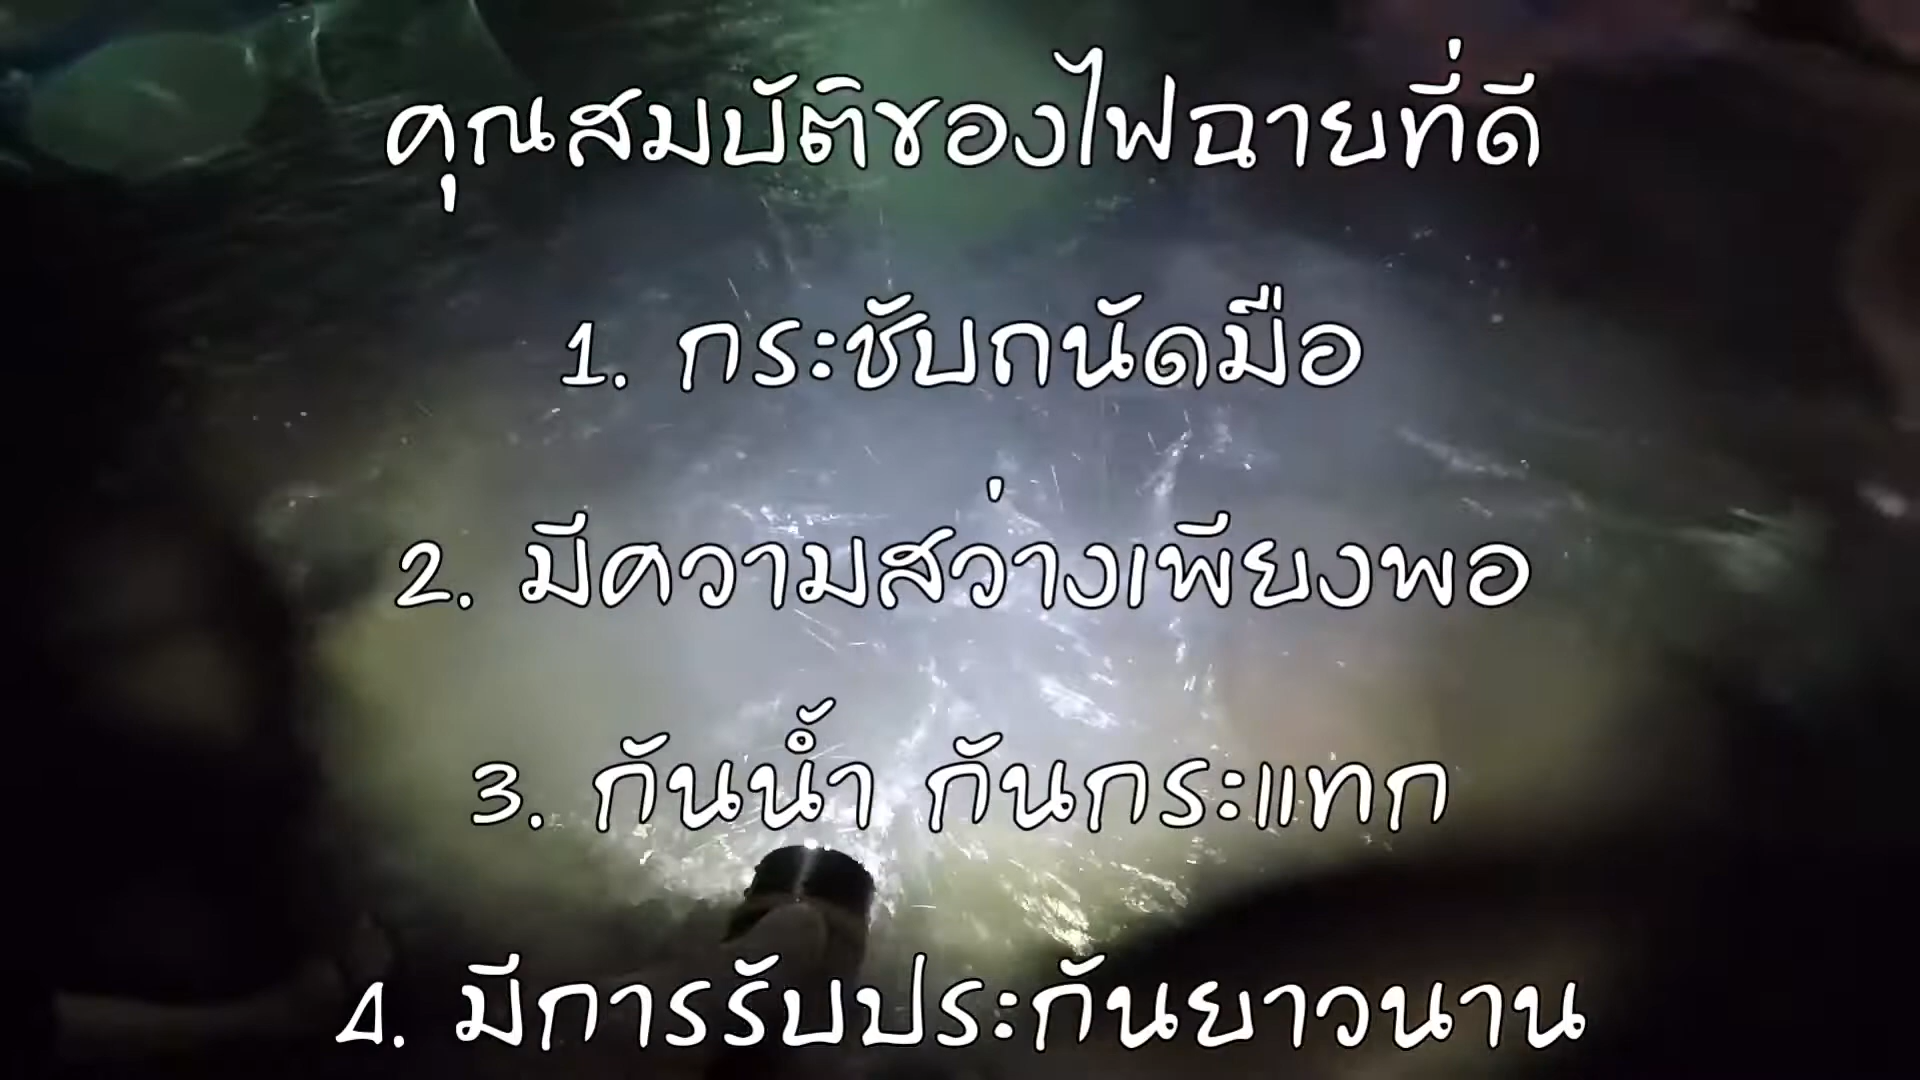 คุณสมบัติของไฟฉายที่ดี
1. กระชับถนัดมือ
2. มีความสว่างเพียงพอ
3. กันน้ำ กันกระแทก
4. มีการรับประกันยาวนาน